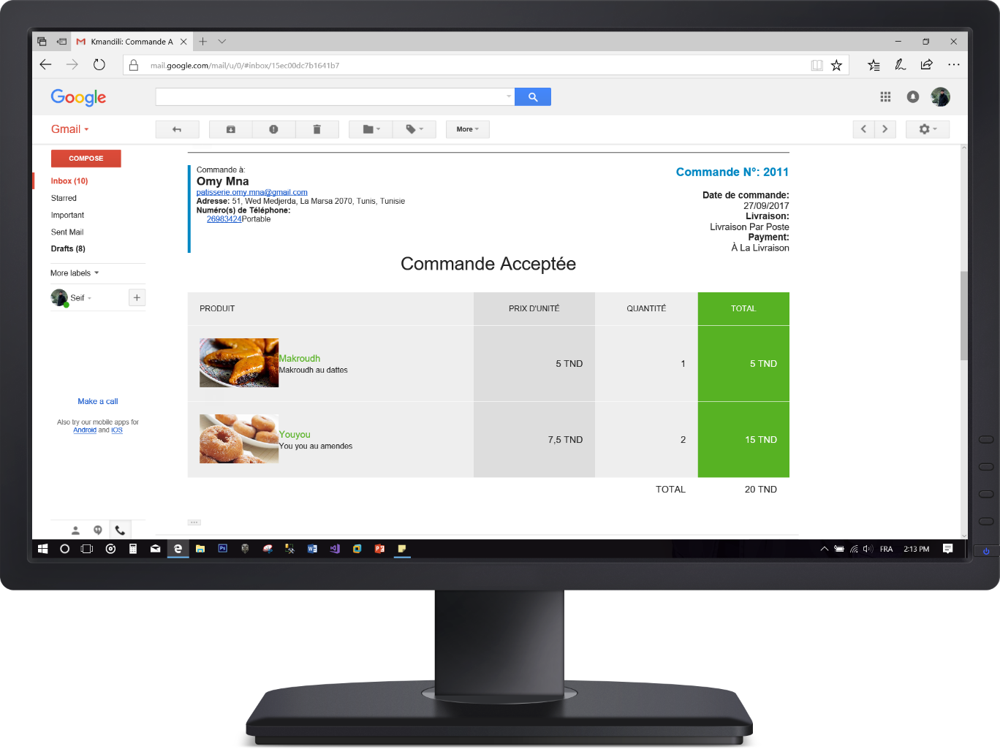 Kmandili: Commande A
mail.google.com/mail/u/0/#inbox/15ec00dc7b1641b7
Google
Gmail
More
COMPOSE
Inbox (10)
Starred
Important
Sent Mail
Drafts (8)
More labels
Seif
Make a call
Also try our mobile apps for
Android and iOS
Commande à:
Omy Mna
patisserie.omy.mna@gmail.com
Adresse: 51, Wed Medjerda, La Marsa 2070, Tunis, Tunisie
Numéro(s) de Téléphone:
26983424Portable
Commande N°: 2011
Date de commande:
27/09/2017
Livraison:
Livraison Par Poste
Payment:
À La Livraison
Commande Acceptée
PRODUIT PRIX D'UNITÉ QUANTITÉ TOTAL
Makroudh
Makroudh au dattes
5 TND 1 5 TND
Youyou
You you au amendes
7,5 TND 2 15 TND
TOTAL 20 TND
FRA 2:13 PM